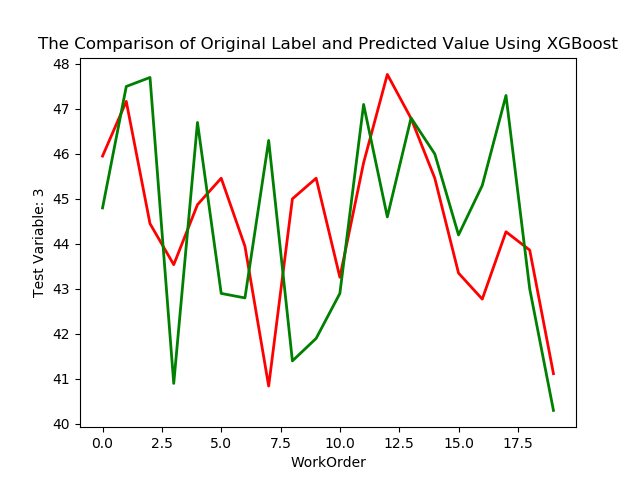 The Comparison of Original Label and Predicted Value Using XGBoost
48
47
46
45
44
43
42
41
40
Test Variable: 3
0.0 2.5 5.0 7.5 10.0 12.5 15.0 17.5
WorkOrder